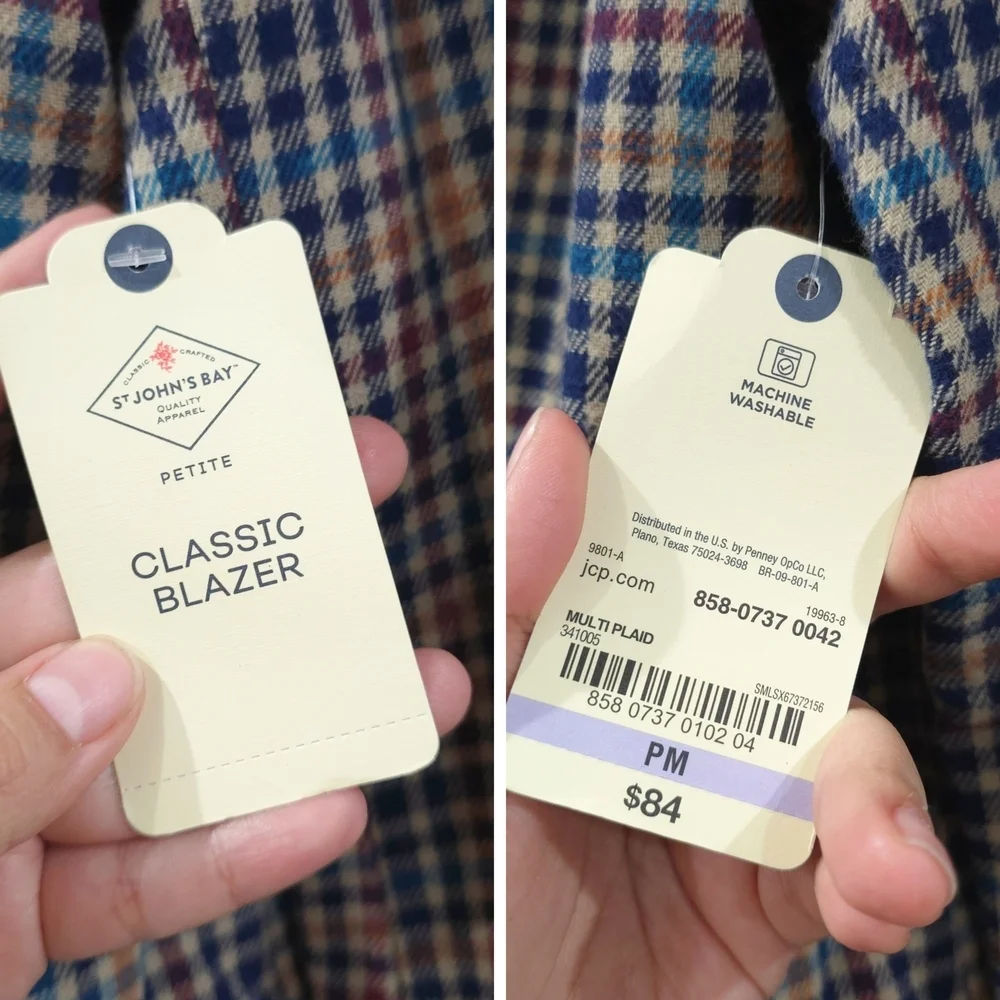 CLASSIC CRAFTED
ST JOHN'S BAY™
QUALITY
APPAREL
PETITE
CLASSIC
BLAZER
MACHINE
WASHABLE
Distributed in the U.S. by Penney OpCo LLC,
Plano, Texas 75024-3698 BR-09-801-A
9801-A
jcp.com
19963-8
858-0737 0042
MULTI PLAID
341005
SMLSX67372156
858 0737 0102 04
PM
$84